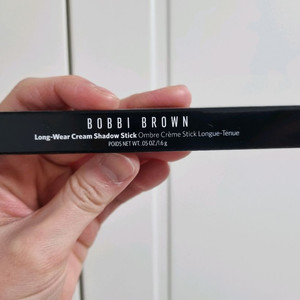 BOBBI BROWN
Long-Wear Cream Shadow Stick Ombre Crème Stick Longue-Tenue
POIDS NET WT. .05 OZ./1.6 g